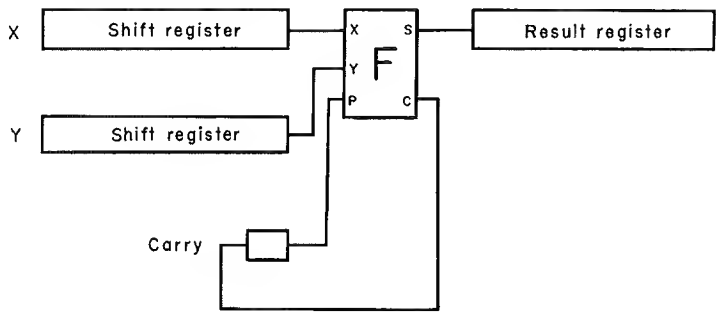 X Shift register X S Result register
Y F
Y Shift register P C
Carry